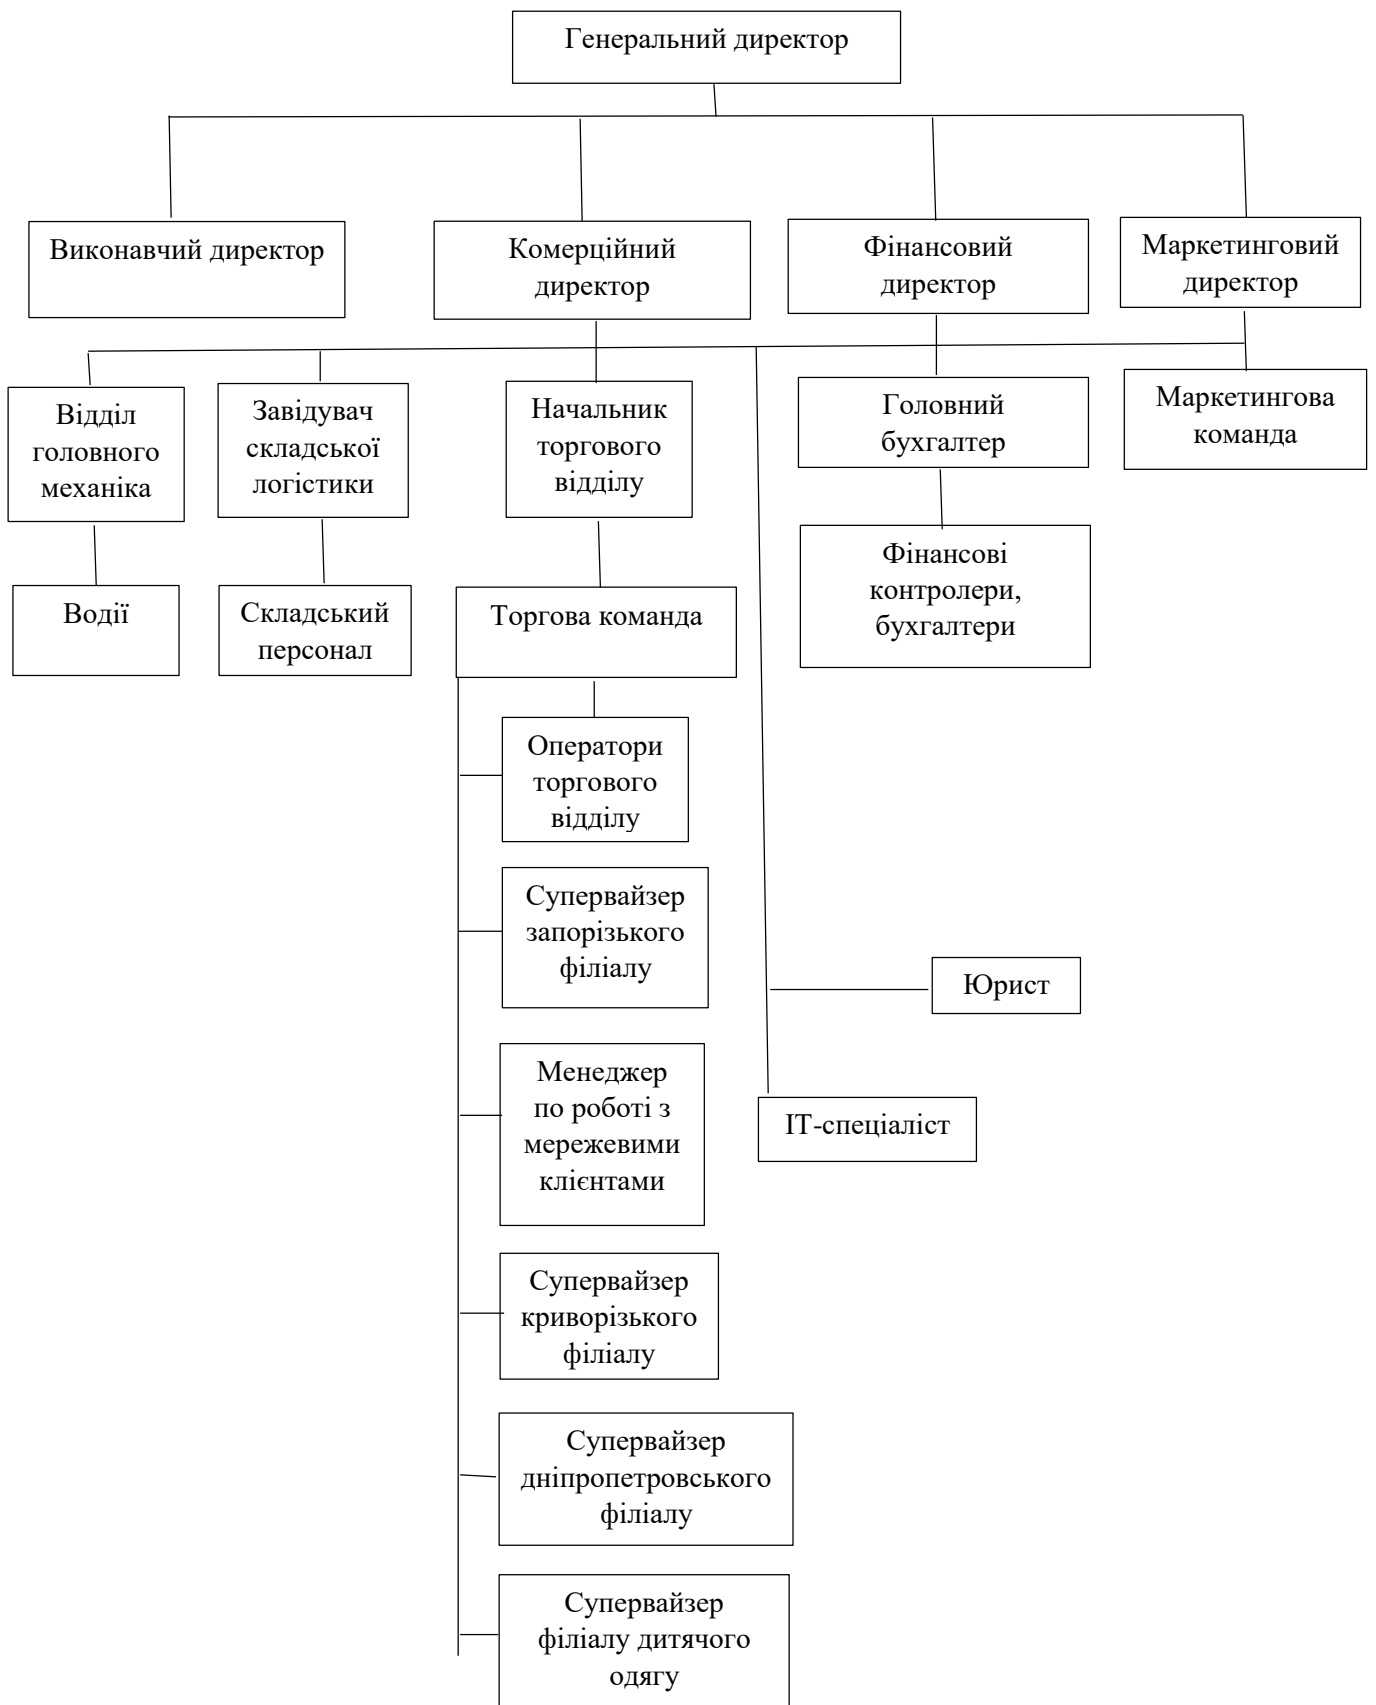 Генеральний директор
Виконавчий директор
Комерційний
директор
Фінансовий
директор
Маркетинговий
директор
Відділ
головного
механіка
Завідувач
складської
логістики
Начальник
торгового
відділу
Головний
бухгалтер
Маркетингова
команда
Водії
Складський
персонал
Торгова команда
Фінансові
контролери,
бухгалтери
Оператори
торгового
відділу
Супервайзер
запорізького
філіалу
Юрист
Менеджер
по роботі з
мережевими
клієнтами
ІТ-спеціаліст
Супервайзер
криворізького
філіалу
Супервайзер
дніпропетровського
філіалу
Супервайзер
філіалу дитячого
одягу